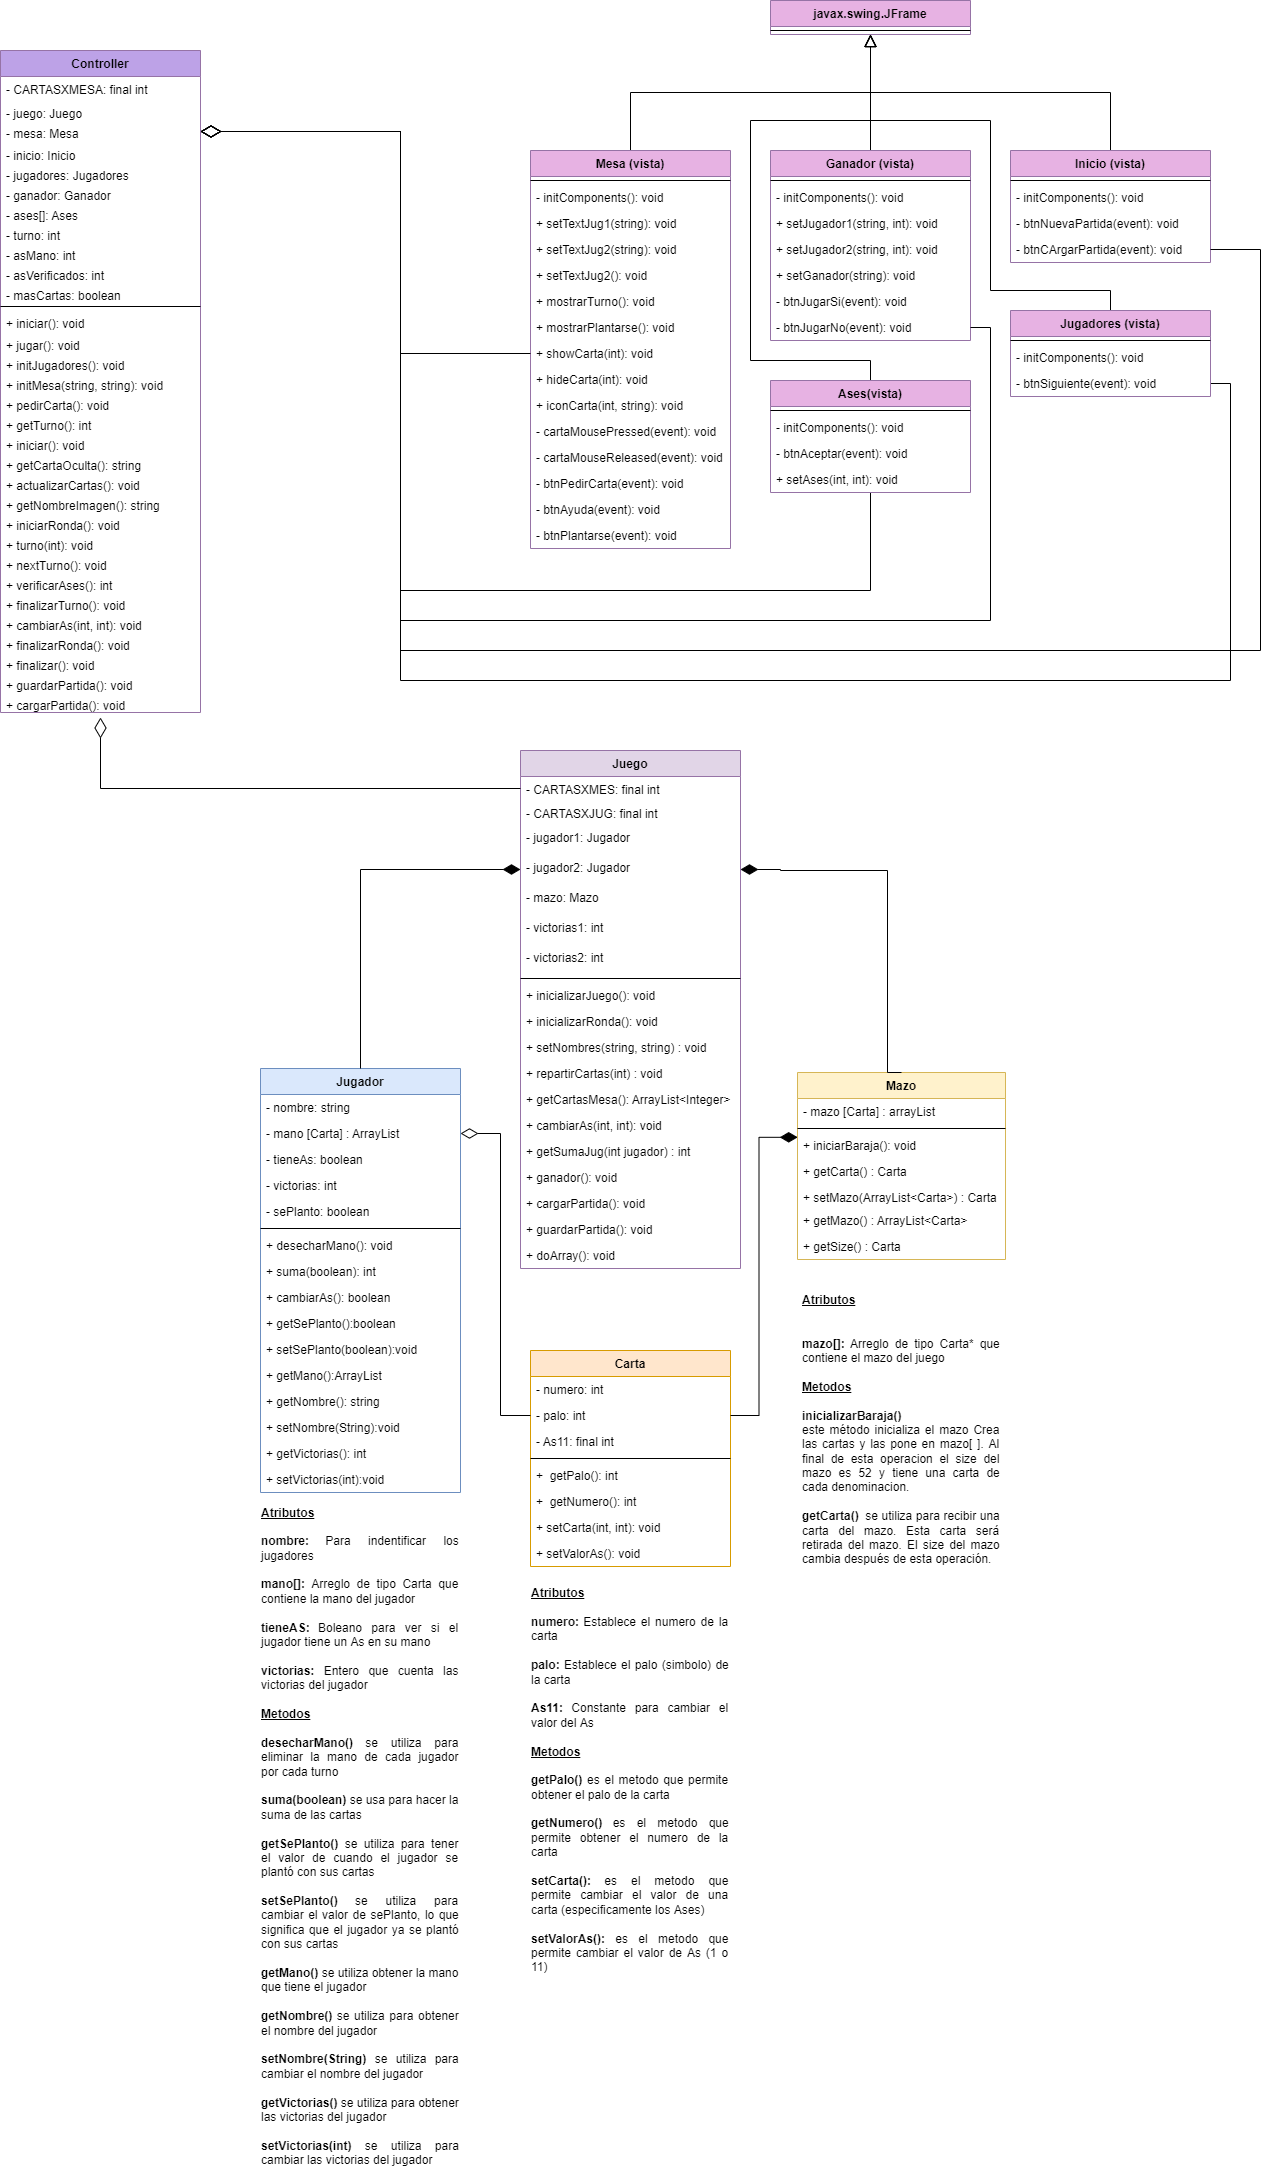 javax.swing.JFrame
Controller
- CARTASXMESA: final int
- juego: Juego
- mesa: Mesa
- inicio: Inicio
- jugadores: Jugadores
- ganador: Ganador
- ases[]: Ases
- turno: int
- asMano: int
- asVerificados: int
- masCartas: boolean
+ iniciar(): void
+ jugar(): void
+ initJugadores(): void
+ initMesa(string, string): void
+ pedirCarta(): void
+ getTurno(): int
+ iniciar(): void
+ getCartaOculta(): string
+ actualizarCartas(): void
+ getNombreImagen(): string
+ iniciarRonda(): void
+ turno(int): void
+ nextTurno(): void
+ verificarAses(): int
+ finalizarTurno(): void
+ cambiarAs(int, int): void
+ finalizarRonda(): void
+ finalizar(): void
+ guardarPartida(): void
+ cargarPartida(): void
Mesa (vista)
- initComponents(): void
+ setTextJug1(string): void
+ setTextJug2(string): void
+ setTextJug2(): void
+ mostrarTurno(): void
+ mostrarPlantarse(): void
+ showCarta(int): void
+ hideCarta(int): void
+ iconCarta(int, string): void
- cartaMousePressed(event): void
- cartaMouseReleased(event): void
- btnPedirCarta(event): void
- btnAyuda(event): void
- btnPlantarse(event): void
Ganador (vista)
- initComponents(): void
+ setJugador1(string, int): void
+ setJugador2(string, int): void
+ setGanador(string): void
- btnJugarSi(event): void
- btnJugarNo(event): void
Inicio (vista)
- initComponents(): void
- btnNuevaPartida(event): void
- btnCArgarPartida(event): void
Jugadores (vista)
- initComponents(): void
- btnSiguiente(event): void
Ases(vista)
- initComponents(): void
- btnAceptar(event): void
+ setAses(int, int): void
Juego
- CARTASXMES: final int
- CARTASXJUG: final int
- jugador1: Jugador
- jugador2: Jugador
- mazo: Mazo
- victorias1: int
- victorias2: int
+ inicializarJuego(): void
+ inicializarRonda(): void
+ setNombres(string, string) : void
+ repartirCartas(int) : void
+ getCartasMesa(): ArrayList<Integer>
+ cambiarAs(int, int): void
+ getSumaJug(int jugador) : int
+ ganador(): void
+ cargarPartida(): void
+ guardarPartida(): void
+ doArray(): void
Jugador
- nombre: string
- mano [Carta] : ArrayList
- tieneAs: boolean
- victorias: int
- sePlanto: boolean
+ desecharMano(): void
+ suma(boolean): int
+ cambiarAs(): boolean
+ getSePlanto():boolean
+ setSePlanto(boolean):void
+ getMano():ArrayList
+ getNombre(): string
+ setNombre(String):void
+ getVictorias(): int
+ setVictorias(int):void
Atributos
nombre: Para indentificar los
jugadores
mano[]: Arreglo de tipo Carta que
contiene la mano del jugador
tieneAS: Boleano para ver si el
jugador tiene un As en su mano
victorias: Entero que cuenta las
victorias del jugador
Metodos
desecharMano() se utiliza para
eliminar la mano de cada jugador
por cada turno
suma(boolean) se usa para hacer la
suma de las cartas
getSePlanto() se utiliza para tener
el valor de cuando el jugador se
plantó con sus cartas
setSePlanto() se utiliza para
cambiar el valor de sePlanto, lo que
significa que el jugador ya se plantó
con sus cartas
getMano() se utiliza obtener la mano
que tiene el jugador
getNombre() se utiliza para obtener
el nombre del jugador
setNombre(String) se utiliza para
cambiar el nombre del jugador
getVictorias() se utiliza para obtener
las victorias del jugador
setVictorias(int) se utiliza para
cambiar las victorias del jugador
Carta
- numero: int
- palo: int
- As11: final int
+ getPalo(): int
+ getNumero(): int
+ setCarta(int, int): void
+ setValorAs(): void
Atributos
numero: Establece el numero de la
carta
palo: Establece el palo (simbolo) de
la carta
As11: Constante para cambiar el
valor del As
Metodos
getPalo() es el metodo que permite
obtener el palo de la carta
getNumero() es el metodo que
permite obtener el numero de la
carta
setCarta(): es el metodo que
permite cambiar el valor de una
carta (especificamente los Ases)
setValorAs(): es el metodo que
permite cambiar el valor de As (1 o
11)
Mazo
- mazo [Carta] : arrayList
+ iniciarBaraja(): void
+ getCarta() : Carta
+ setMazo(ArrayList<Carta>) : Carta
+ getMazo() : ArrayList<Carta>
+ getSize() : Carta
Atributos
mazo[]: Arreglo de tipo Carta* que
contiene el mazo del juego
Metodos
inicializarBaraja()
este método inicializa el mazo Crea
las cartas y las pone en mazo[ ]. Al
final de esta operacion el size del
mazo es 52 y tiene una carta de
cada denominacion.
getCarta() se utiliza para recibir una
carta del mazo. Esta carta será
retirada del mazo. El size del mazo
cambia después de esta operación.